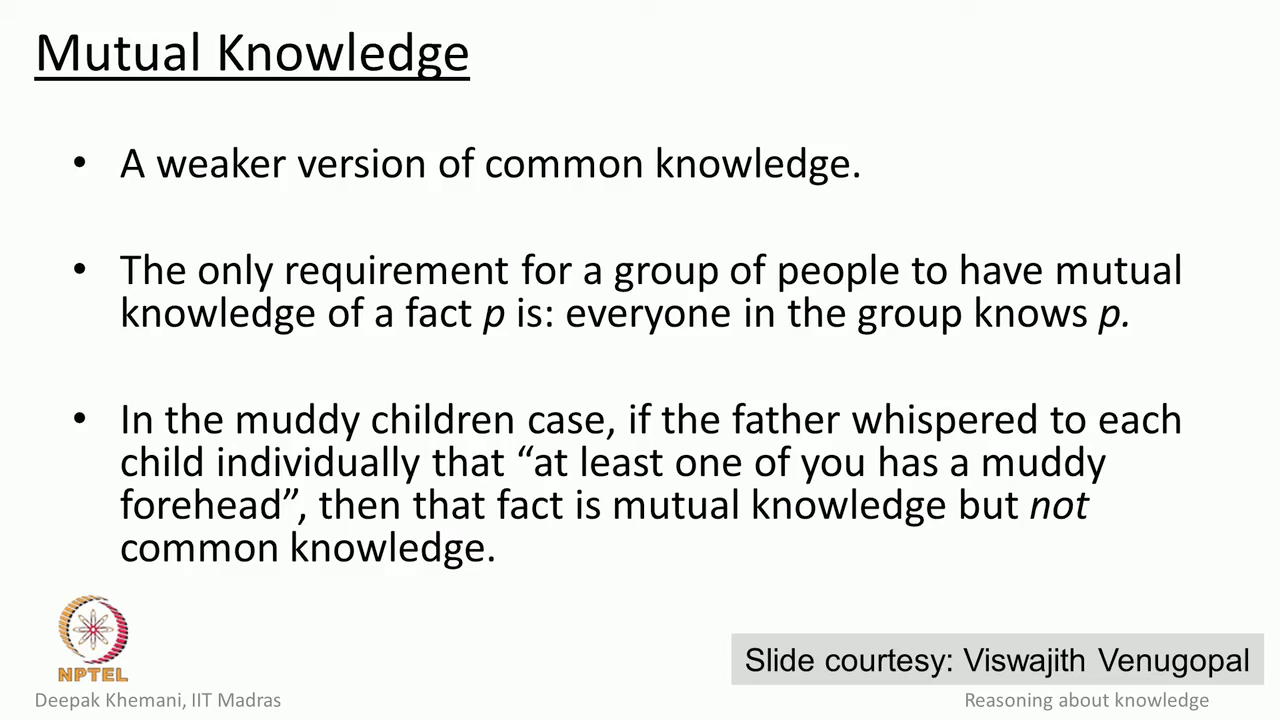 Mutual Knowledge
• A weaker version of common knowledge.
• The only requirement for a group of people to have mutual
knowledge of a fact p is: everyone in the group knows p.
• In the muddy children case, if the father whispered to each
child individually that “at least one of you has a muddy
forehead”, then that fact is mutual knowledge but not
common knowledge.
NPTEL
Slide courtesy: Viswajith Venugopal
Deepak Khemani, IIT Madras
Reasoning about knowledge